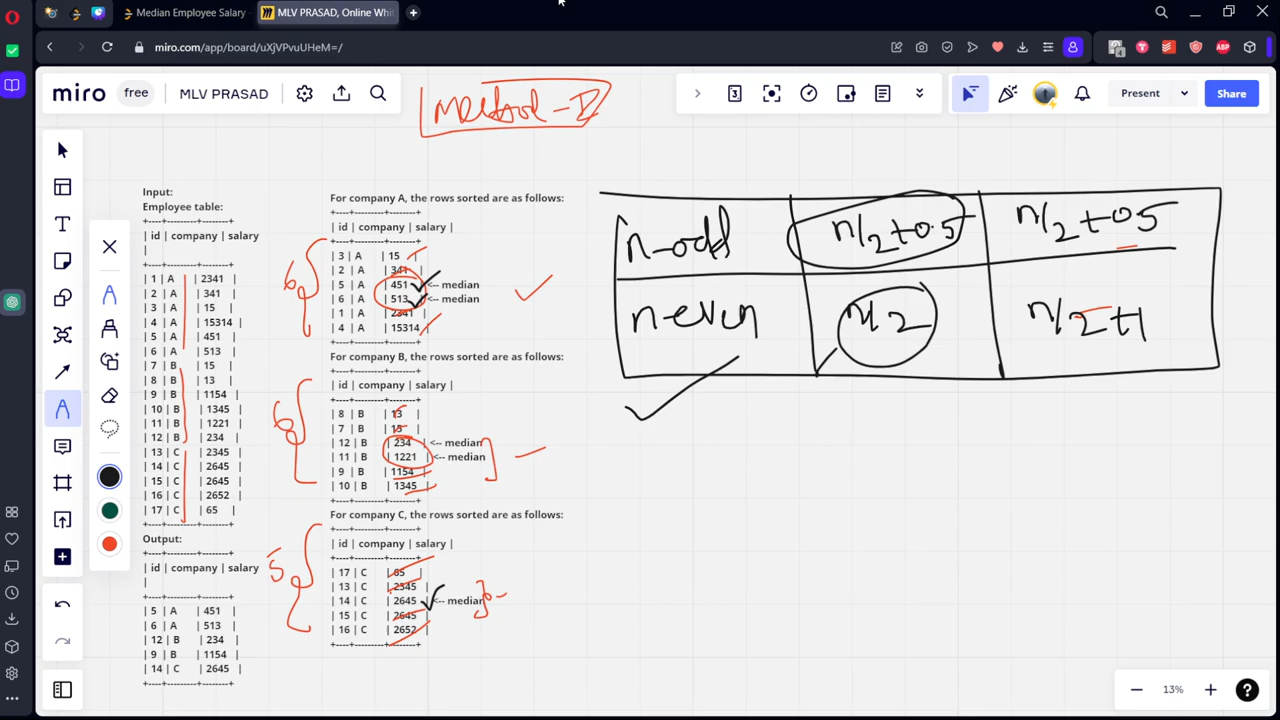 Median Employee Salary
MLV PRASAD, Online Whit
miro.com/app/board/uXjVPvuUHeM=/
miro free MLV PRASAD
Present
Share
Method-I
Input:
Employee table:
+----+---------+--------+
| id | company | salary
|
+----+---------+--------+
| 1 | A | 2341
| 2 | A | 341
| 3 | A | 15
| 4 | A | 15314
| 5 | A | 451
| 6 | A | 513
| 7 | B | 15
| 8 | B | 13
| 9 | B | 1154
| 10 | B | 1345
| 11 | B | 1221
| 12 | B | 234
| 13 | C | 2345
| 14 | C | 2645
| 15 | C | 2645
| 16 | C | 2652
| 17 | C | 65
+----+---------+--------+
Output:
+----+---------+--------+
| id | company | salary
|
+----+---------+--------+
| 5 | A | 451 |
| 6 | A | 513 |
| 12 | B | 234 |
| 9 | B | 1154 |
| 14 | C | 2645 |
+----+---------+--------+
For company A, the rows sorted are as follows:
+----+---------+--------+
| id | company | salary |
+----+---------+--------+
| 3 | A | 15 |
| 2 | A | 341 |
| 5 | A | 451 | <-- median
| 6 | A | 513 | <-- median
| 1 | A | 2341 |
| 4 | A | 15314 |
+----+---------+--------+
6
For company B, the rows sorted are as follows:
+----+---------+--------+
| id | company | salary |
+----+---------+--------+
| 8 | B | 13 |
| 7 | B | 15 |
| 12 | B | 234 | <-- median
| 11 | B | 1221 | <-- median
| 9 | B | 1154 |
| 10 | B | 1345 |
+----+---------+--------+
6
For company C, the rows sorted are as follows:
+----+---------+--------+
| id | company | salary |
+----+---------+--------+
| 17 | C | 65 |
| 13 | C | 2345 |
| 14 | C | 2645 | <-- median
| 15 | C | 2645 |
| 16 | C | 2652 |
+----+---------+--------+
5
n-odd n/2+0.5 n/2+0.5
n-even n/2 n/2+1
13%